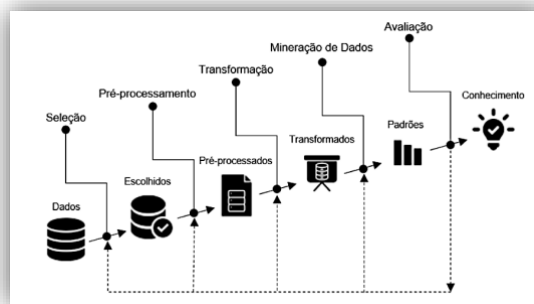 Avaliação
Mineração de Dados
Transformação
Pré-processamento
Seleção
Conhecimento
Padrões
Transformados
Pré-processados
Escolhidos
Dados